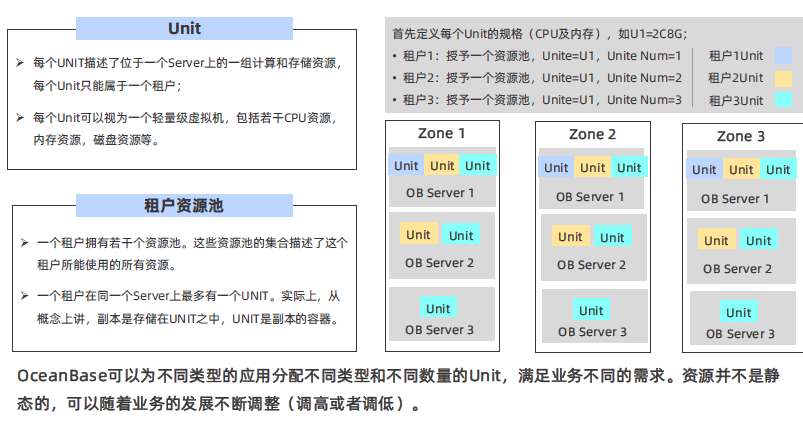 Unit
➢ 每个UNIT描述了位于一个Server上的一组计算和存储资源，
每个Unit只能属于一个租户；
➢ 每个Unit可以视为一个轻量级虚拟机，包括若干CPU资源，
内存资源，磁盘资源等。
租户资源池
➢ 一个租户拥有若干个资源池。这些资源池的集合描述了这个
租户所能使用的所有资源。
➢ 一个租户在同一个Server上最多有一个UNIT。实际上，从
概念上讲，副本是存储在UNIT之中，UNIT是副本的容器。
首先定义每个Unit的规格（CPU及内存），如U1=2C8G；
• 租户1：授予一个资源池，Unite=U1，Unite Num=1
• 租户2：授予一个资源池，Unite=U1，Unite Num=2
• 租户3：授予一个资源池，Unite=U1，Unite Num=3
租户1Unit
租户2Unit
租户3Unit
Zone 1
Unit Unit Unit
OB Server 1
Unit Unit
OB Server 2
Unit
OB Server 3
Zone 2
Unit Unit Unit
OB Server 1
Unit Unit
OB Server 2
Unit
OB Server 3
Zone 3
Unit Unit Unit
OB Server 1
Unit Unit
OB Server 2
Unit
OB Server 3
OceanBase可以为不同类型的应用分配不同类型和不同数量的Unit，满足业务不同的需求。资源并不是静
态的，可以随着业务的发展不断调整（调高或者调低）。